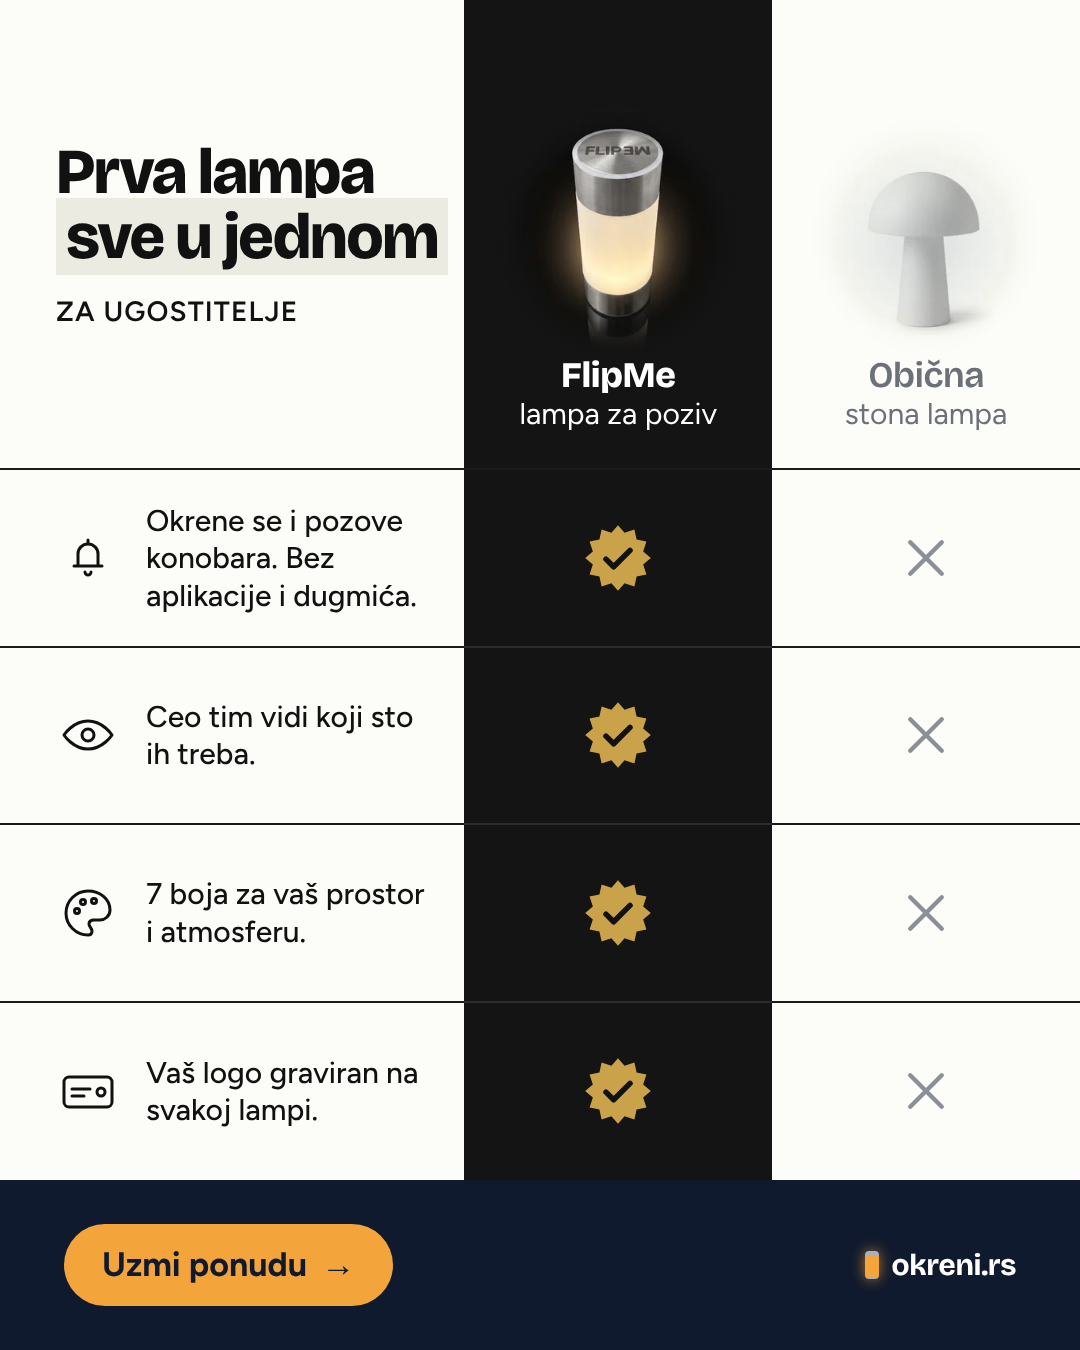 Prva lampa
sve u jednom
ZA UGOSTITELJE
FLIPƎM
FlipMe
lampa za poziv
Obična
stona lampa
Okrene se i pozove
konobara. Bez
aplikacije i dugmića.
Ceo tim vidi koji sto
ih treba.
7 boja za vaš prostor
i atmosferu.
Vaš logo graviran na
svakoj lampi.
Uzmi ponudu →
okreni.rs